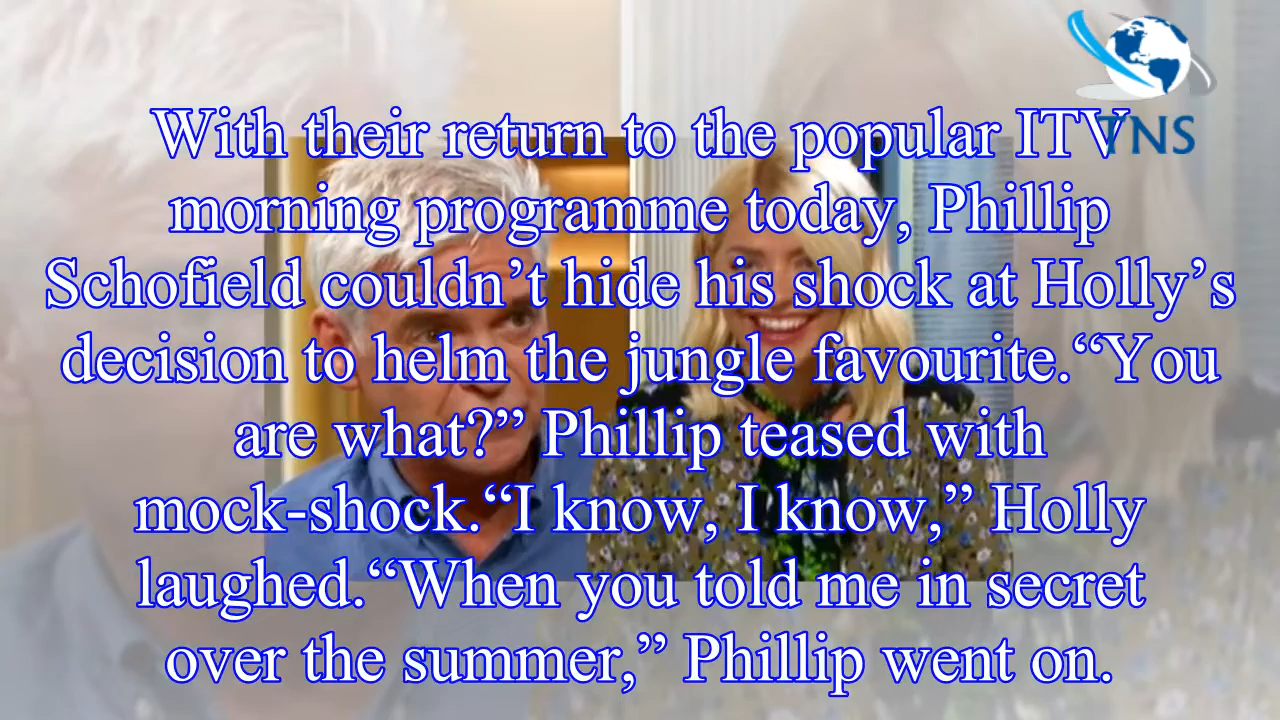 TNS
With their return to the popular ITV
morning programme today, Phillip
Schofield couldn’t hide his shock at Holly’s
decision to helm the jungle favourite.“You
are what?” Phillip teased with
mock-shock.“I know, I know,” Holly
laughed.“When you told me in secret
over the summer,” Phillip went on.